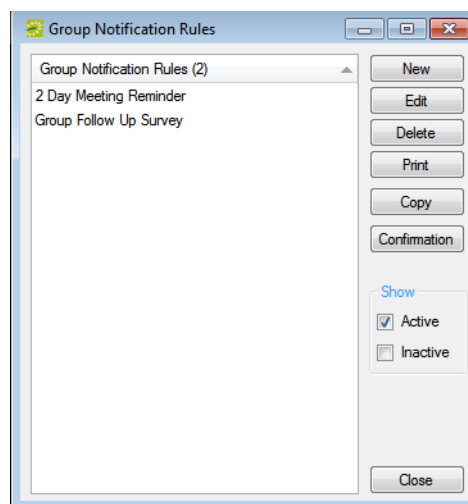 Group Notification Rules
Group Notification Rules (2)
2 Day Meeting Reminder
Group Follow Up Survey
New
Edit
Delete
Print
Copy
Confirmation
Show
Active
Inactive
Close